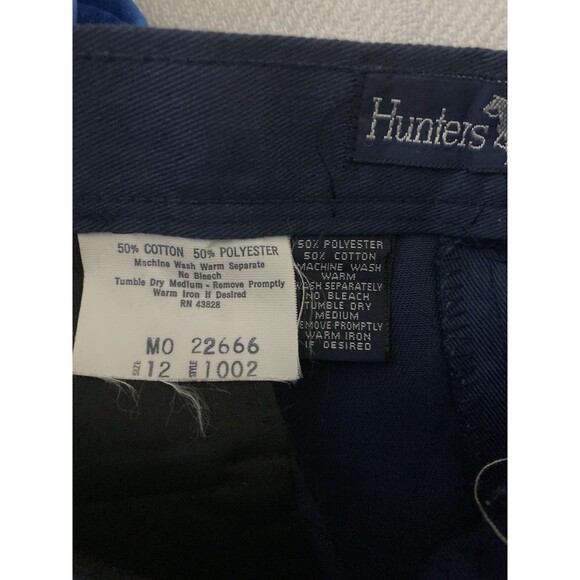 Hunters
50% COTTON 50% POLYESTER
Machine Wash Warm Separate
No Bleach
Tumble Dry Medium - Remove Promptly
Warm Iron If Desired
RN 43828
MO 22666
SIZE 12 STYLE 1002
50% POLYESTER
50% COTTON
MACHINE WASH
WARM
WASH SEPARATELY
NO BLEACH
TUMBLE DRY
MEDIUM
REMOVE PROMPTLY
WARM IRON
IF DESIRED